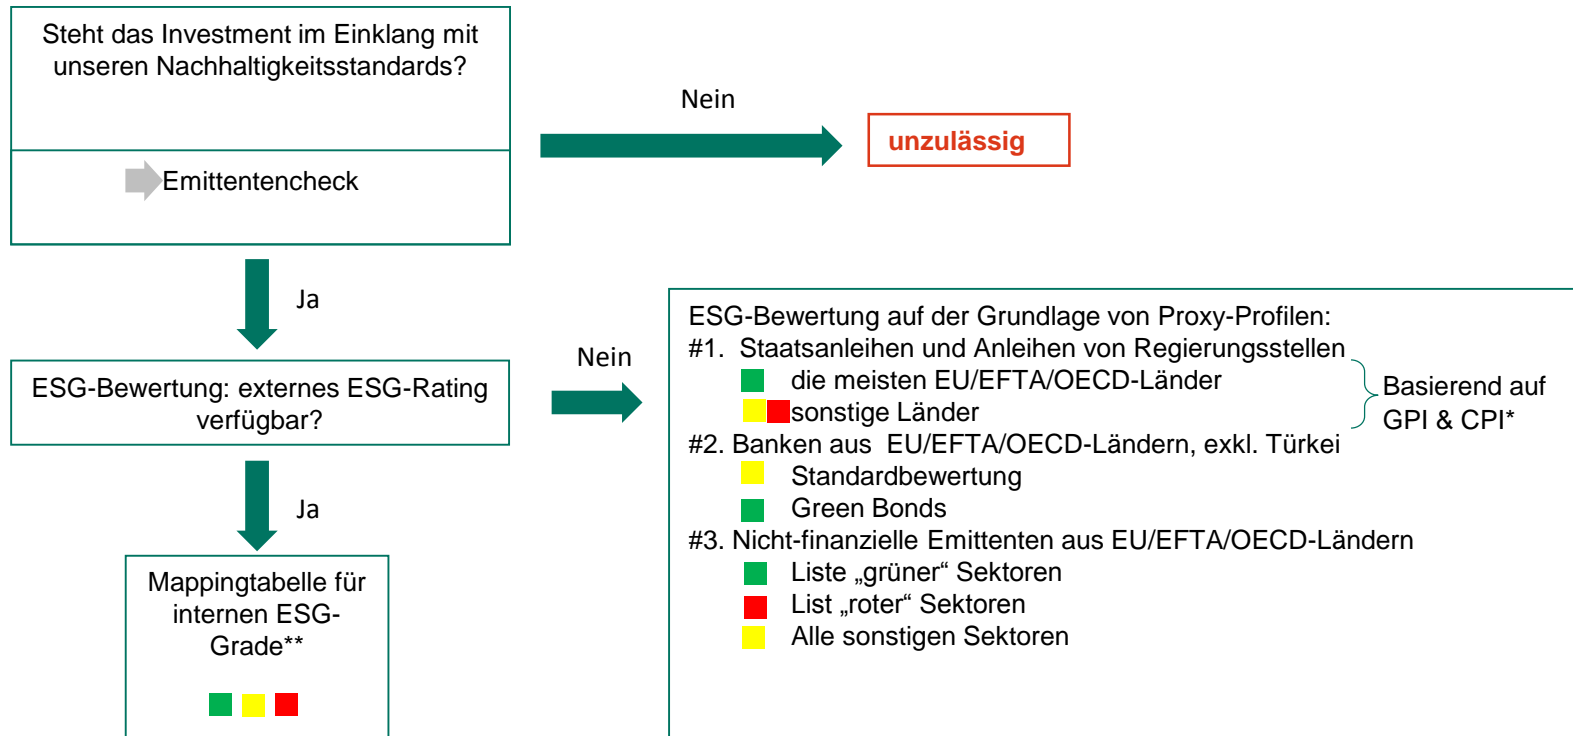 Steht das Investment im Einklang mit
unseren Nachhaltigkeitsstandards?
Emittentencheck
Nein
unzulässig
Ja
ESG-Bewertung: externes ESG-Rating
verfügbar?
Nein
ESG-Bewertung auf der Grundlage von Proxy-Profilen:
#1. Staatsanleihen und Anleihen von Regierungsstellen
die meisten EU/EFTA/OECD-Länder
sonstige Länder
Basierend auf
GPI & CPI*
#2. Banken aus EU/EFTA/OECD-Ländern, exkl. Türkei
Standardbewertung
Green Bonds
#3. Nicht-finanzielle Emittenten aus EU/EFTA/OECD-Ländern
Liste „grüner“ Sektoren
List „roter“ Sektoren
Alle sonstigen Sektoren
Ja
Mappingtabelle für
internen ESG-
Grade**